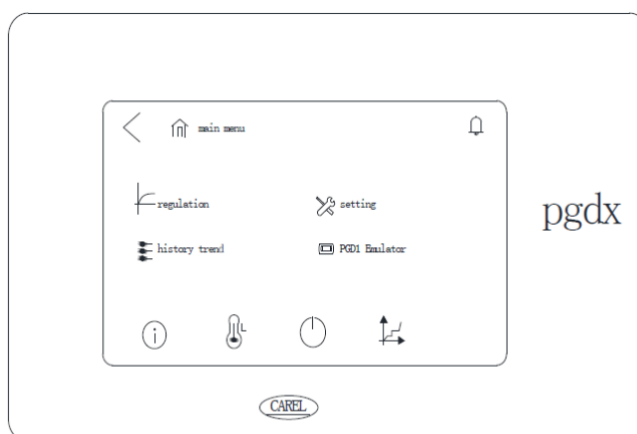 main menu
regulation
setting
pgdx
history trend
PGD1 Emulator
CAREL